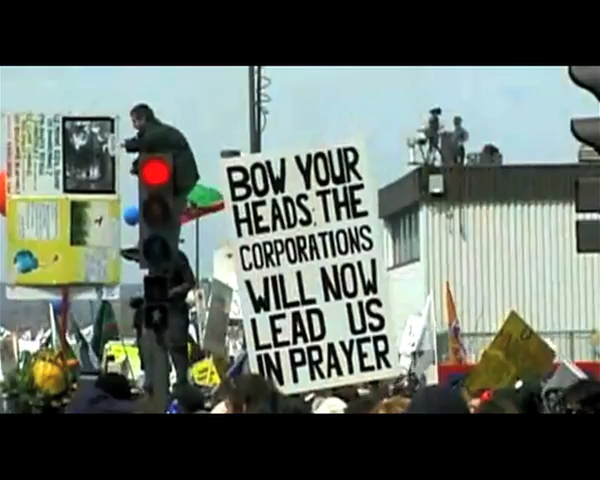 BOW YOUR
HEADS: THE
CORPORATIONS
WILL NOW
LEAD US
IN PRAYER